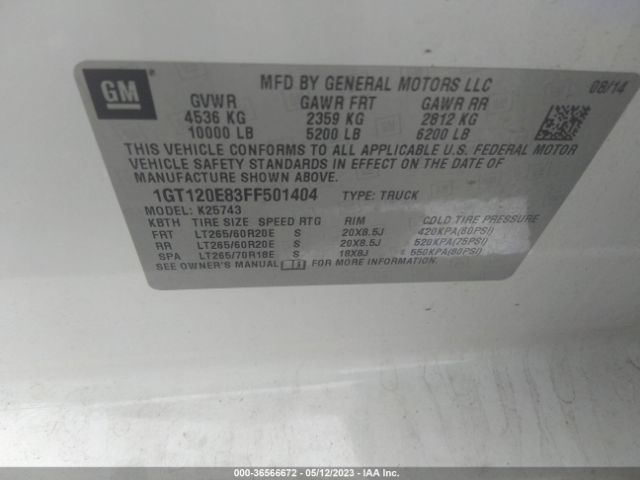 GM
MFD BY GENERAL MOTORS LLC
08/14
GVWR GAWR FRT GAWR RR
4536 KG 2359 KG 2812 KG
10000 LB 5200 LB 6200 LB
THIS VEHICLE CONFORMS TO ALL APPLICABLE U.S. FEDERAL MOTOR
VEHICLE SAFETY STANDARDS IN EFFECT ON THE DATE OF
MANUFACTURE SHOWN ABOVE.
1GT120E83FF501404 TYPE: TRUCK
MODEL: K25743
KBTH TIRE SIZE SPEED RTG RIM COLD TIRE PRESSURE
FRT LT265/60R20E S 20X8.5J 420KPA(60PSI)
RR LT265/60R20E S 20X8.5J 520KPA(75PSI)
SPA LT265/70R18E S 18X8J 550KPA(80PSI)
SEE OWNER'S MANUAL FOR MORE INFORMATION.
000-36566672 - 05/12/2023 - IAA Inc.